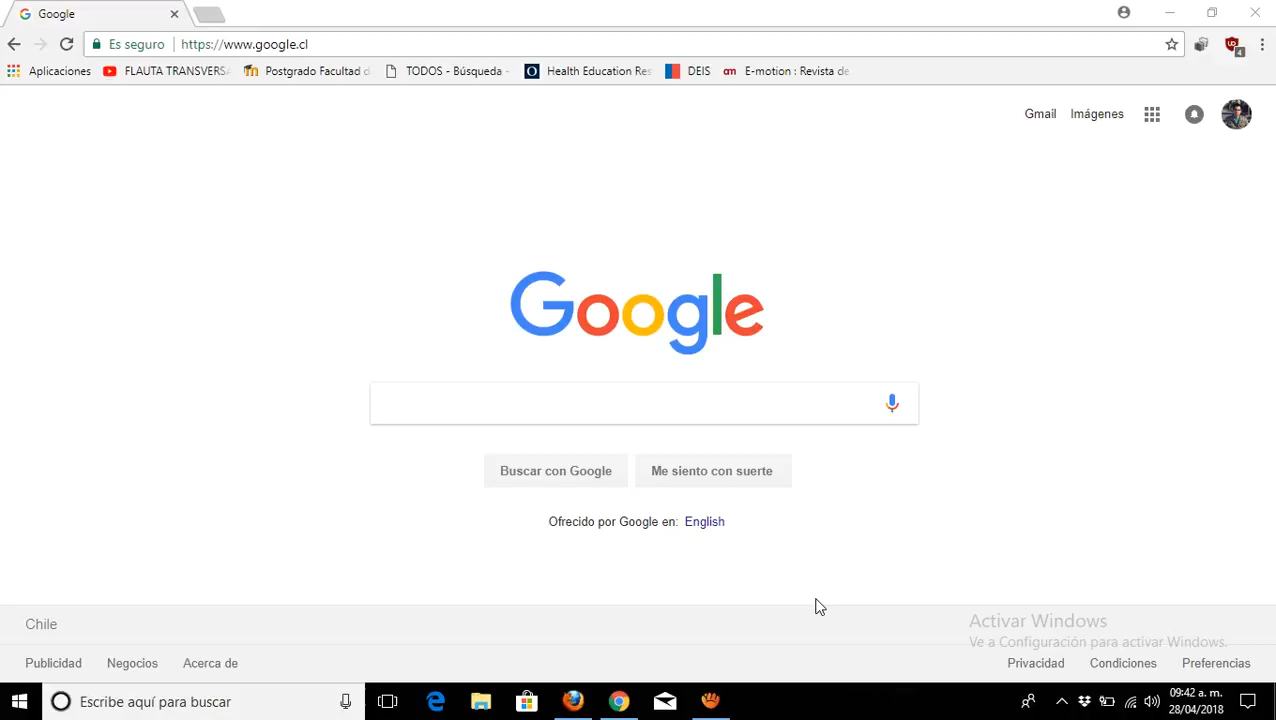 Google
Es seguro
https://www.google.cl
Aplicaciones
FLAUTA TRANSVERSA
Postgrado Facultad d
TODOS - Búsqueda -
Health Education Res
DEIS
am
E-motion : Revista de
Gmail
Imágenes
Google
Buscar con Google
Me siento con suerte
Ofrecido por Google en: English
Chile
Activar Windows
Ve a Configuración para activar Windows.
Publicidad
Negocios
Acerca de
Privacidad
Condiciones
Preferencias
Escribe aquí para buscar
09:42 a. m.
28/04/2018